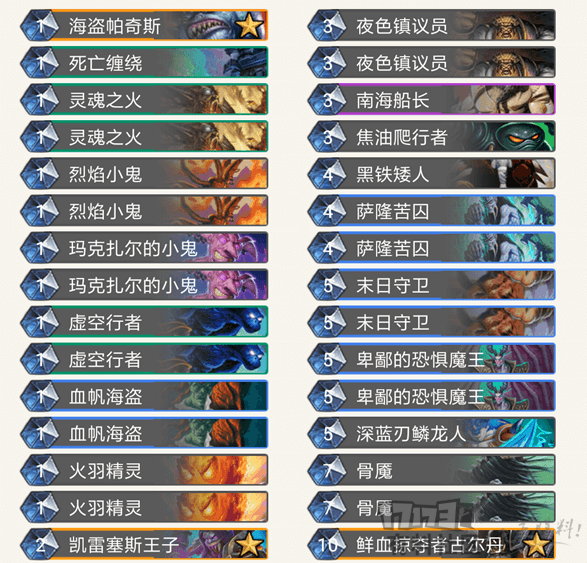 1 海盗帕奇斯
1 死亡缠绕
1 灵魂之火
1 灵魂之火
1 烈焰小鬼
1 烈焰小鬼
1 玛克扎尔的小鬼
1 玛克扎尔的小鬼
1 虚空行者
1 虚空行者
1 血帆海盗
1 血帆海盗
1 火羽精灵
1 火羽精灵
2 凯雷塞斯王子
3 夜色镇议员
3 夜色镇议员
3 南海船长
3 焦油爬行者
4 黑铁矮人
4 萨隆苦囚
4 萨隆苦囚
5 末日守卫
5 末日守卫
5 卑鄙的恐惧魔王
5 卑鄙的恐惧魔王
5 深蓝刃鳞龙人
7 骨魇
7 骨魇
10 鲜血掠夺者古尔丹